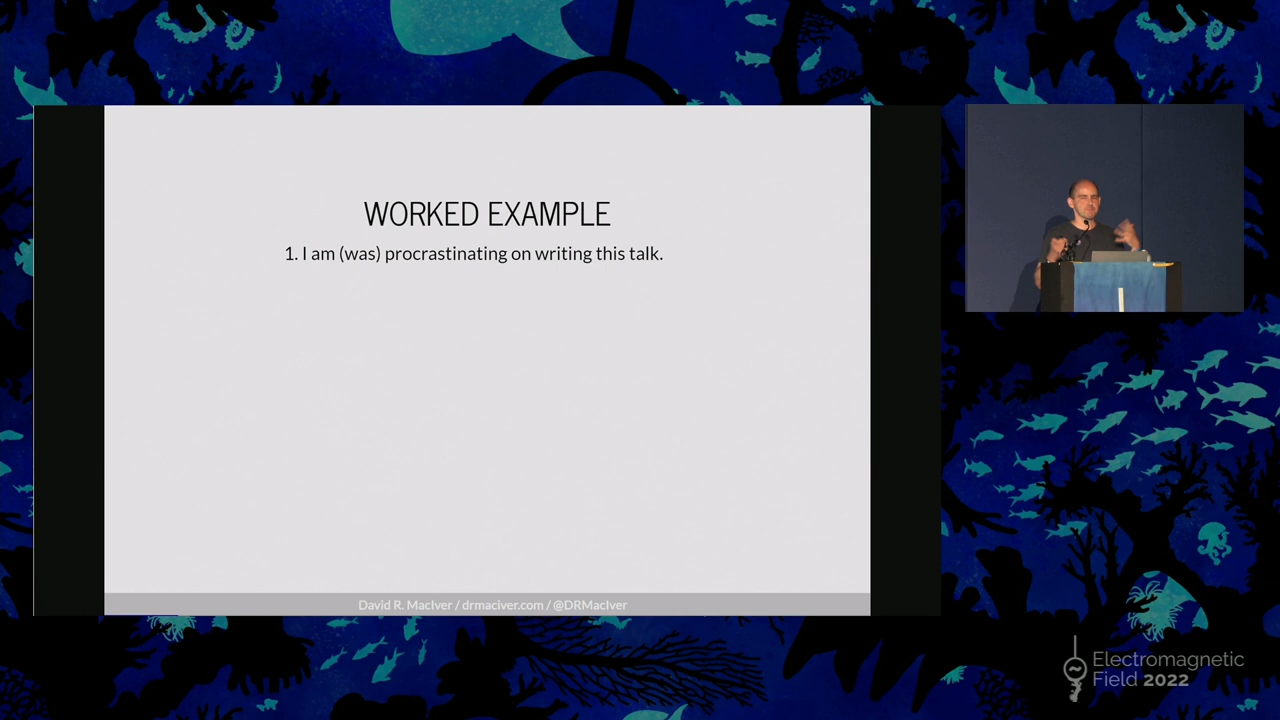 WORKED EXAMPLE
1. I am (was) procrastinating on writing this talk.
David R. MacIver / drmaciver.com / @DRMacIver
Electromagnetic
Field 2022